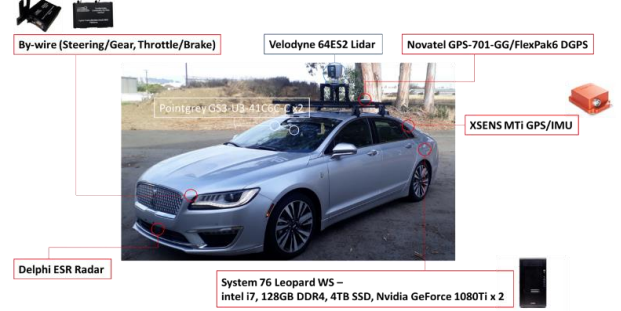 By-wire (Steering/Gear, Throttle/Brake)
Velodyne 64ES2 Lidar
Novatel GPS-701-GG/FlexPak6 DGPS
Pointgrey GS3-U3-41C6C-C x2
XSENS MTi GPS/IMU
Delphi ESR Radar
System 76 Leopard WS –
intel i7, 128GB DDR4, 4TB SSD, Nvidia GeForce 1080Ti x 2